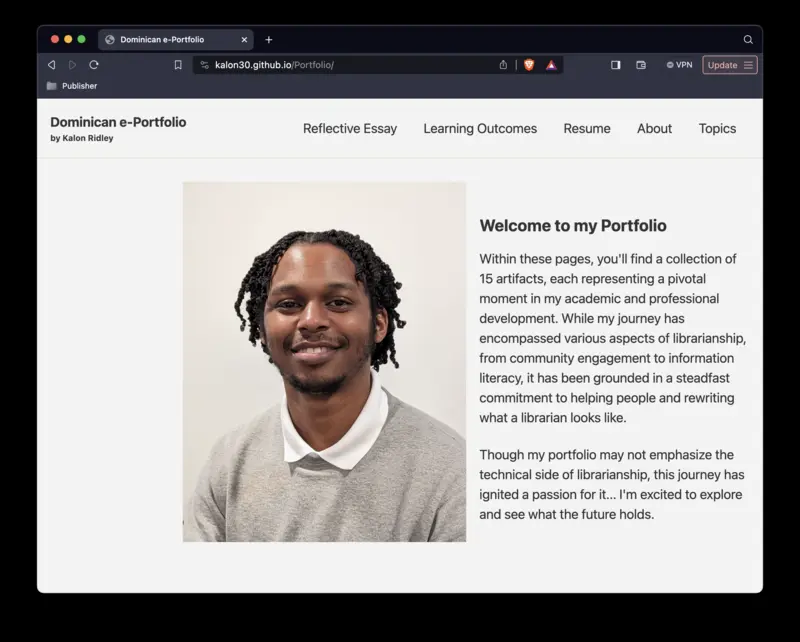 Dominican e-Portfolio
kalon30.github.io/Portfolio/
VPN
Update
Publisher
Dominican e-Portfolio
by Kalon Ridley
Reflective Essay
Learning Outcomes
Resume
About
Topics
Welcome to my Portfolio
Within these pages, you'll find a collection of
15 artifacts, each representing a pivotal
moment in my academic and professional
development. While my journey has
encompassed various aspects of librarianship,
from community engagement to information
literacy, it has been grounded in a steadfast
commitment to helping people and rewriting
what a librarian looks like.
Though my portfolio may not emphasize the
technical side of librarianship, this journey has
ignited a passion for it... I'm excited to explore
and see what the future holds.